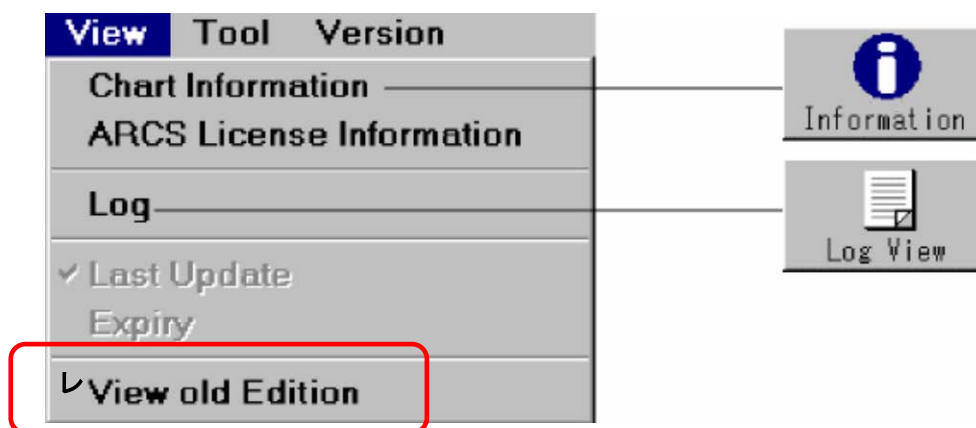 View Tool Version
Chart Information
Information
ARCS License Information
Log
Log View
✓ Last Update
Expiry
レView old Edition